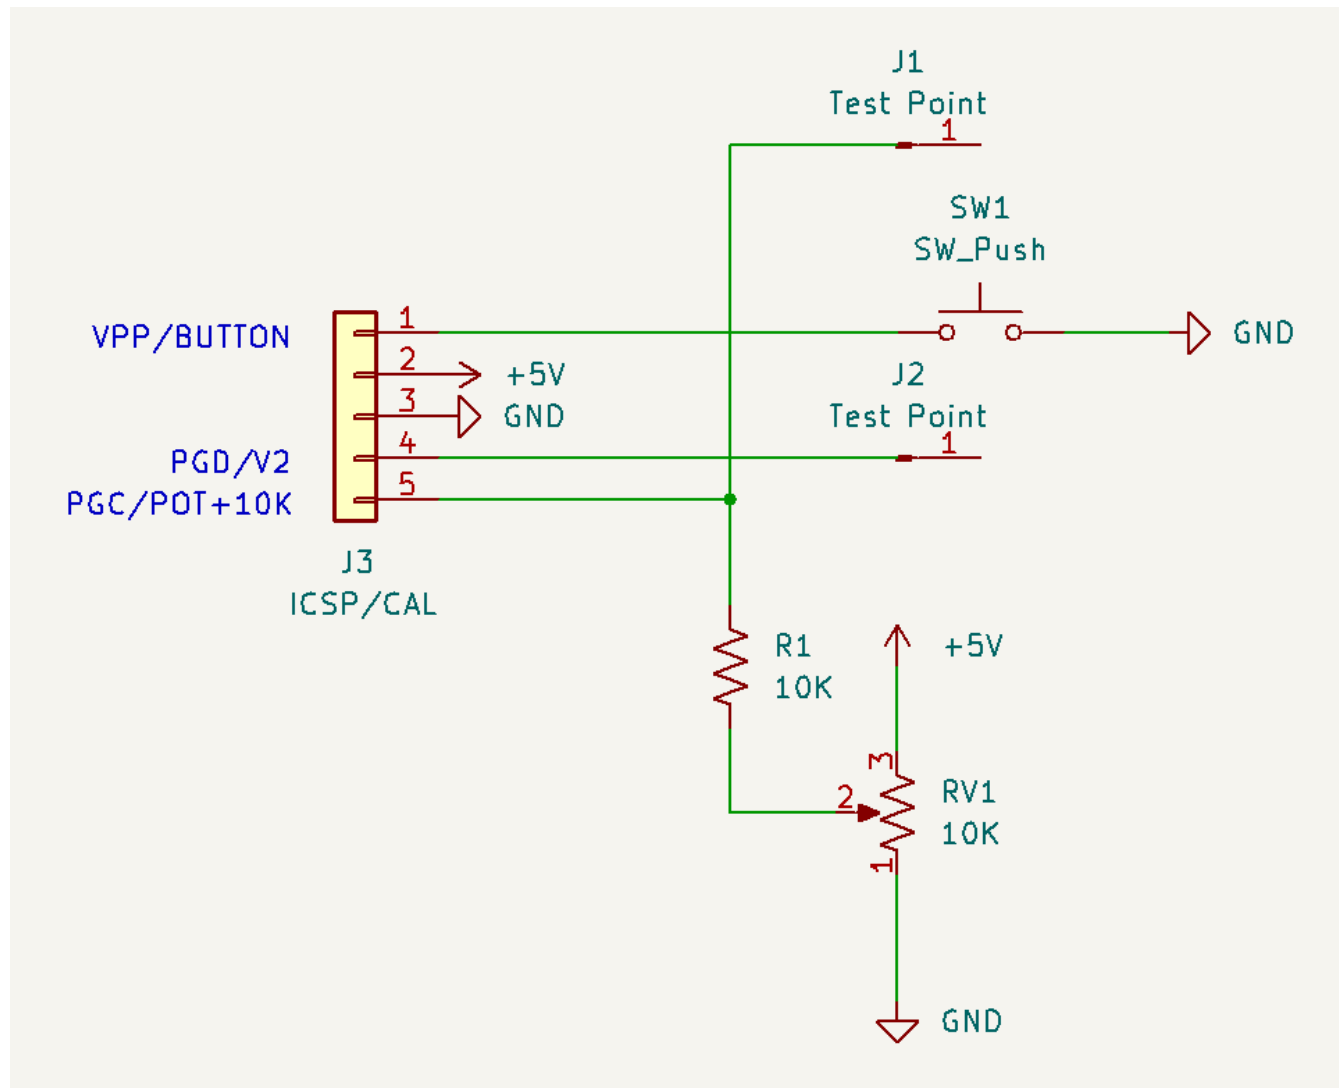 J1
Test Point
1
SW1
SW_Push
VPP/BUTTON
1
GND
2
+5V
J2
3
GND
Test Point
PGD/V2
4
1
PGC/POT+10K
5
J3
ICSP/CAL
R1
10K
+5V
3
RV1
10K
2
1
GND